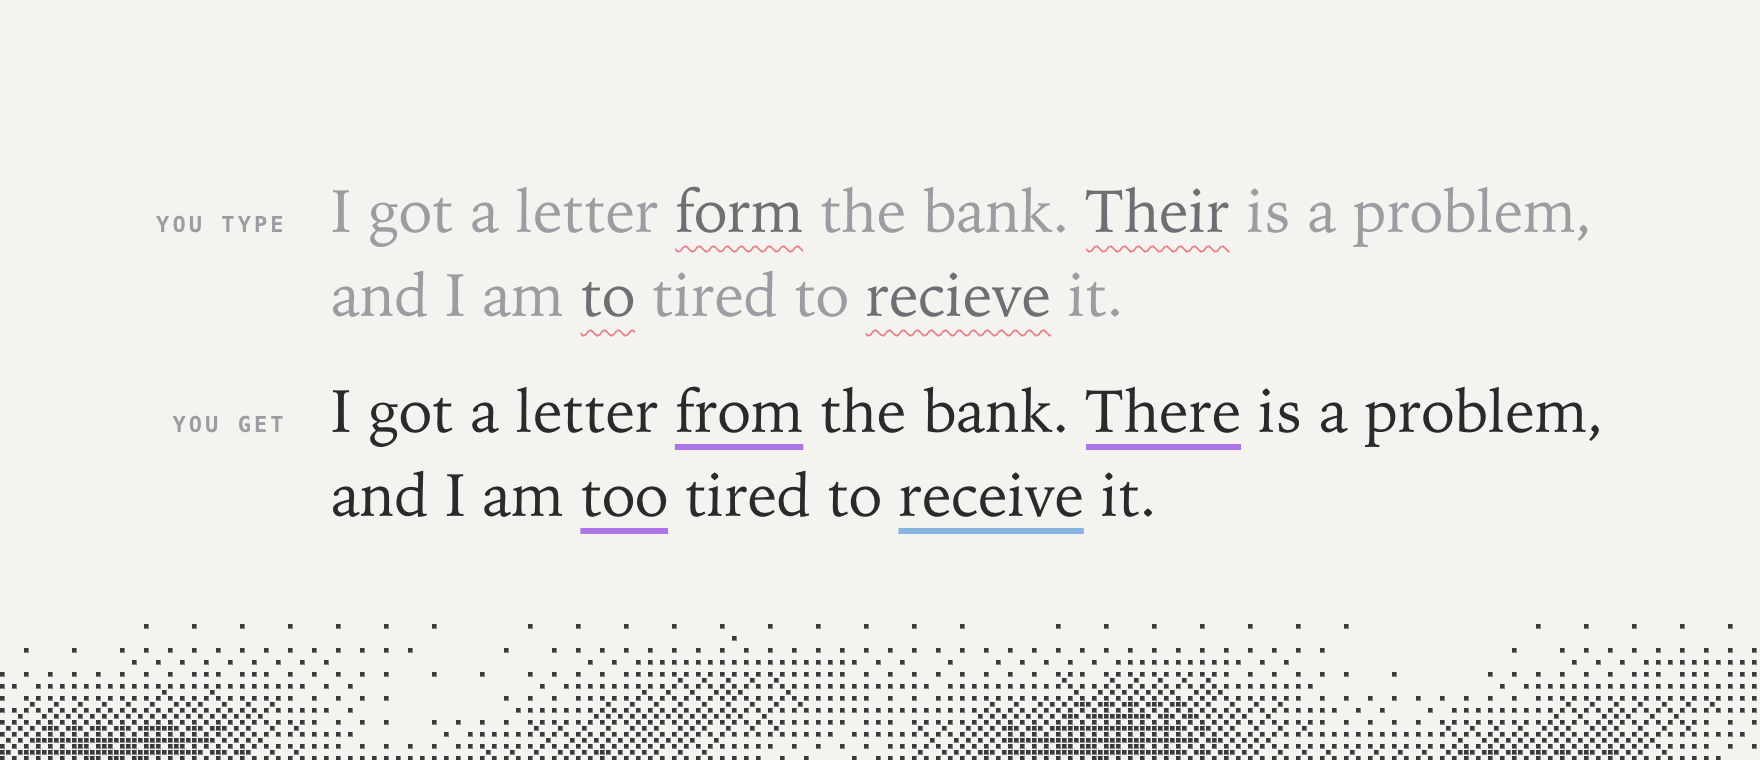 YOU TYPE
I got a letter form the bank. Their is a problem,
and I am to tired to recieve it.
YOU GET
I got a letter from the bank. There is a problem,
and I am too tired to receive it.